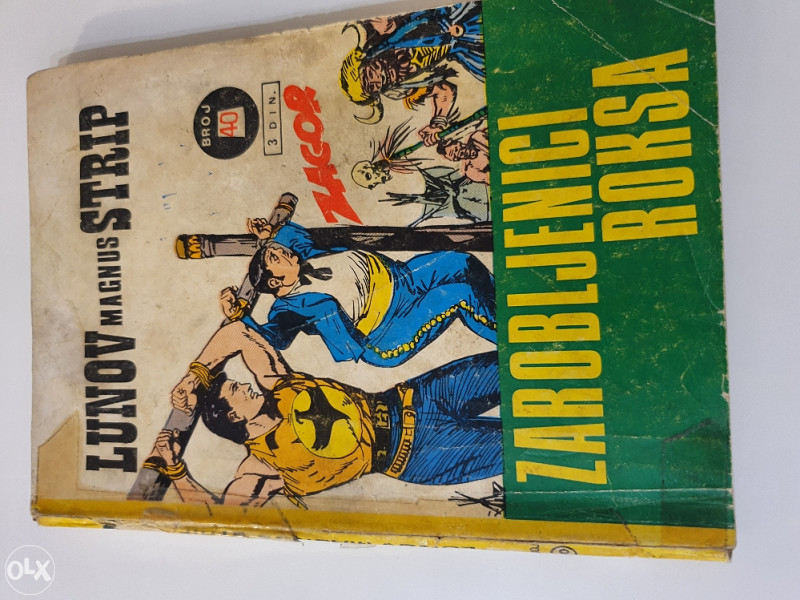 LUNOV MAGNUS STRIP
BROJ
40
3 DIN.
ZAGOR
ZAROBLJENICI
ROKSA
OLX